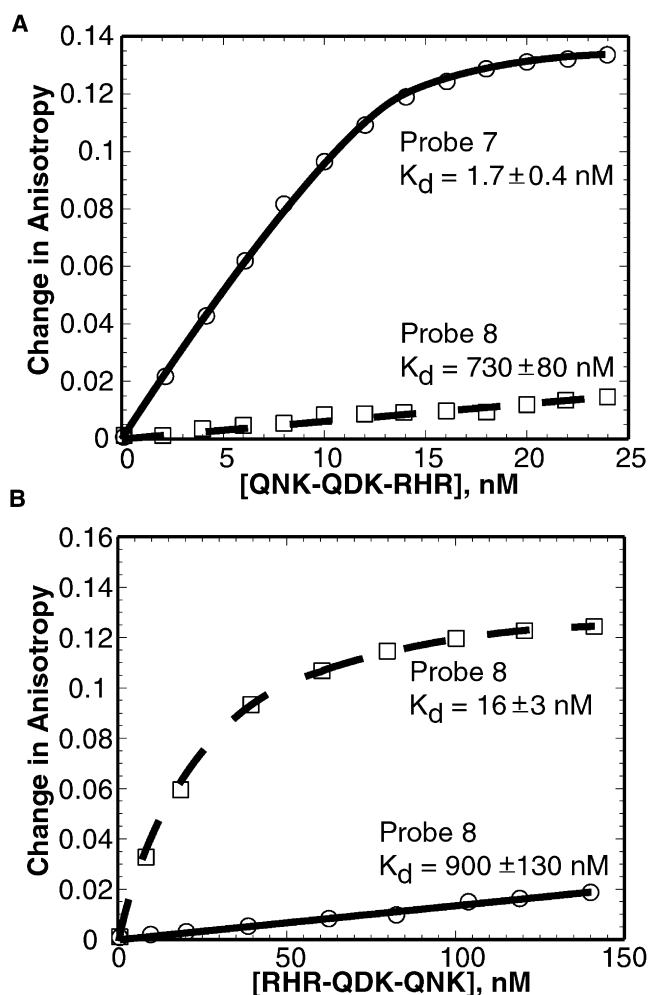 A
0.14
0.12
0.1
0.08
0.06
0.04
0.02
0
Change in Anisotropy
Probe 7
Kd = 1.7±0.4 nM
Probe 8
Kd = 730±80 nM
0 5 10 15 20 25
[QNK-QDK-RHR], nM
B
0.16
0.14
0.12
0.1
0.08
0.06
0.04
0.02
0
Change in Anisotropy
Probe 8
Kd = 16±3 nM
Probe 8
Kd = 900 ±130 nM
0 50 100 150
[RHR-QDK-QNK], nM